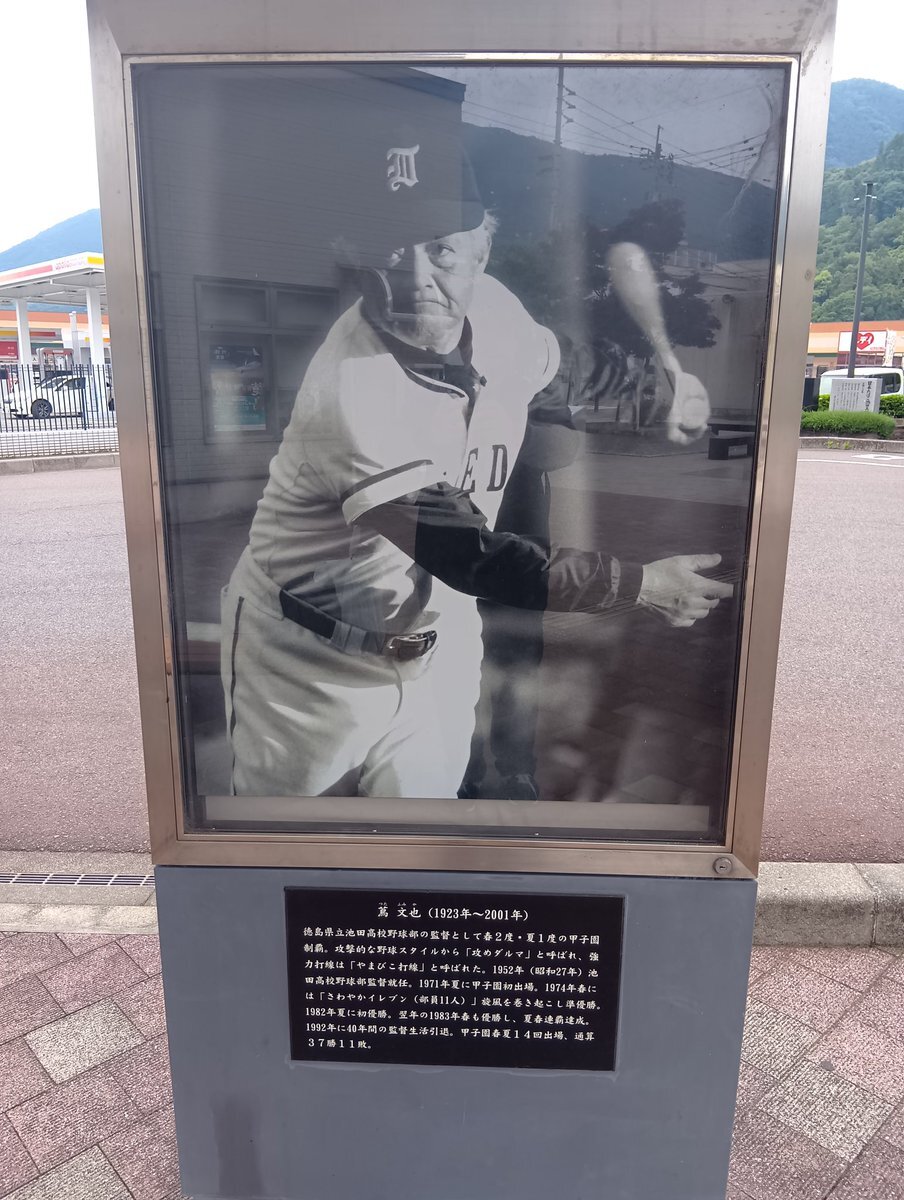 D
ED
つた ふみ や
蔦 文也（1923年～2001年）
徳島県立池田高校野球部の監督として春２度・夏１度の甲子園
制覇。攻撃的な野球スタイルから「攻めダルマ」と呼ばれ、強
力打線は「やまびこ打線」と呼ばれた。1952年（昭和27年）池
田高校野球部監督就任。1971年夏に甲子園初出場。1974年春に
は「さわやかイレブン（部員11人）」旋風を巻き起こし準優勝。
1982年夏に初優勝。翌年の1983年春も優勝し、夏春連覇達成。
1992年に40年間の監督生活引退。甲子園春夏１４回出場、通算
３７勝１１敗。